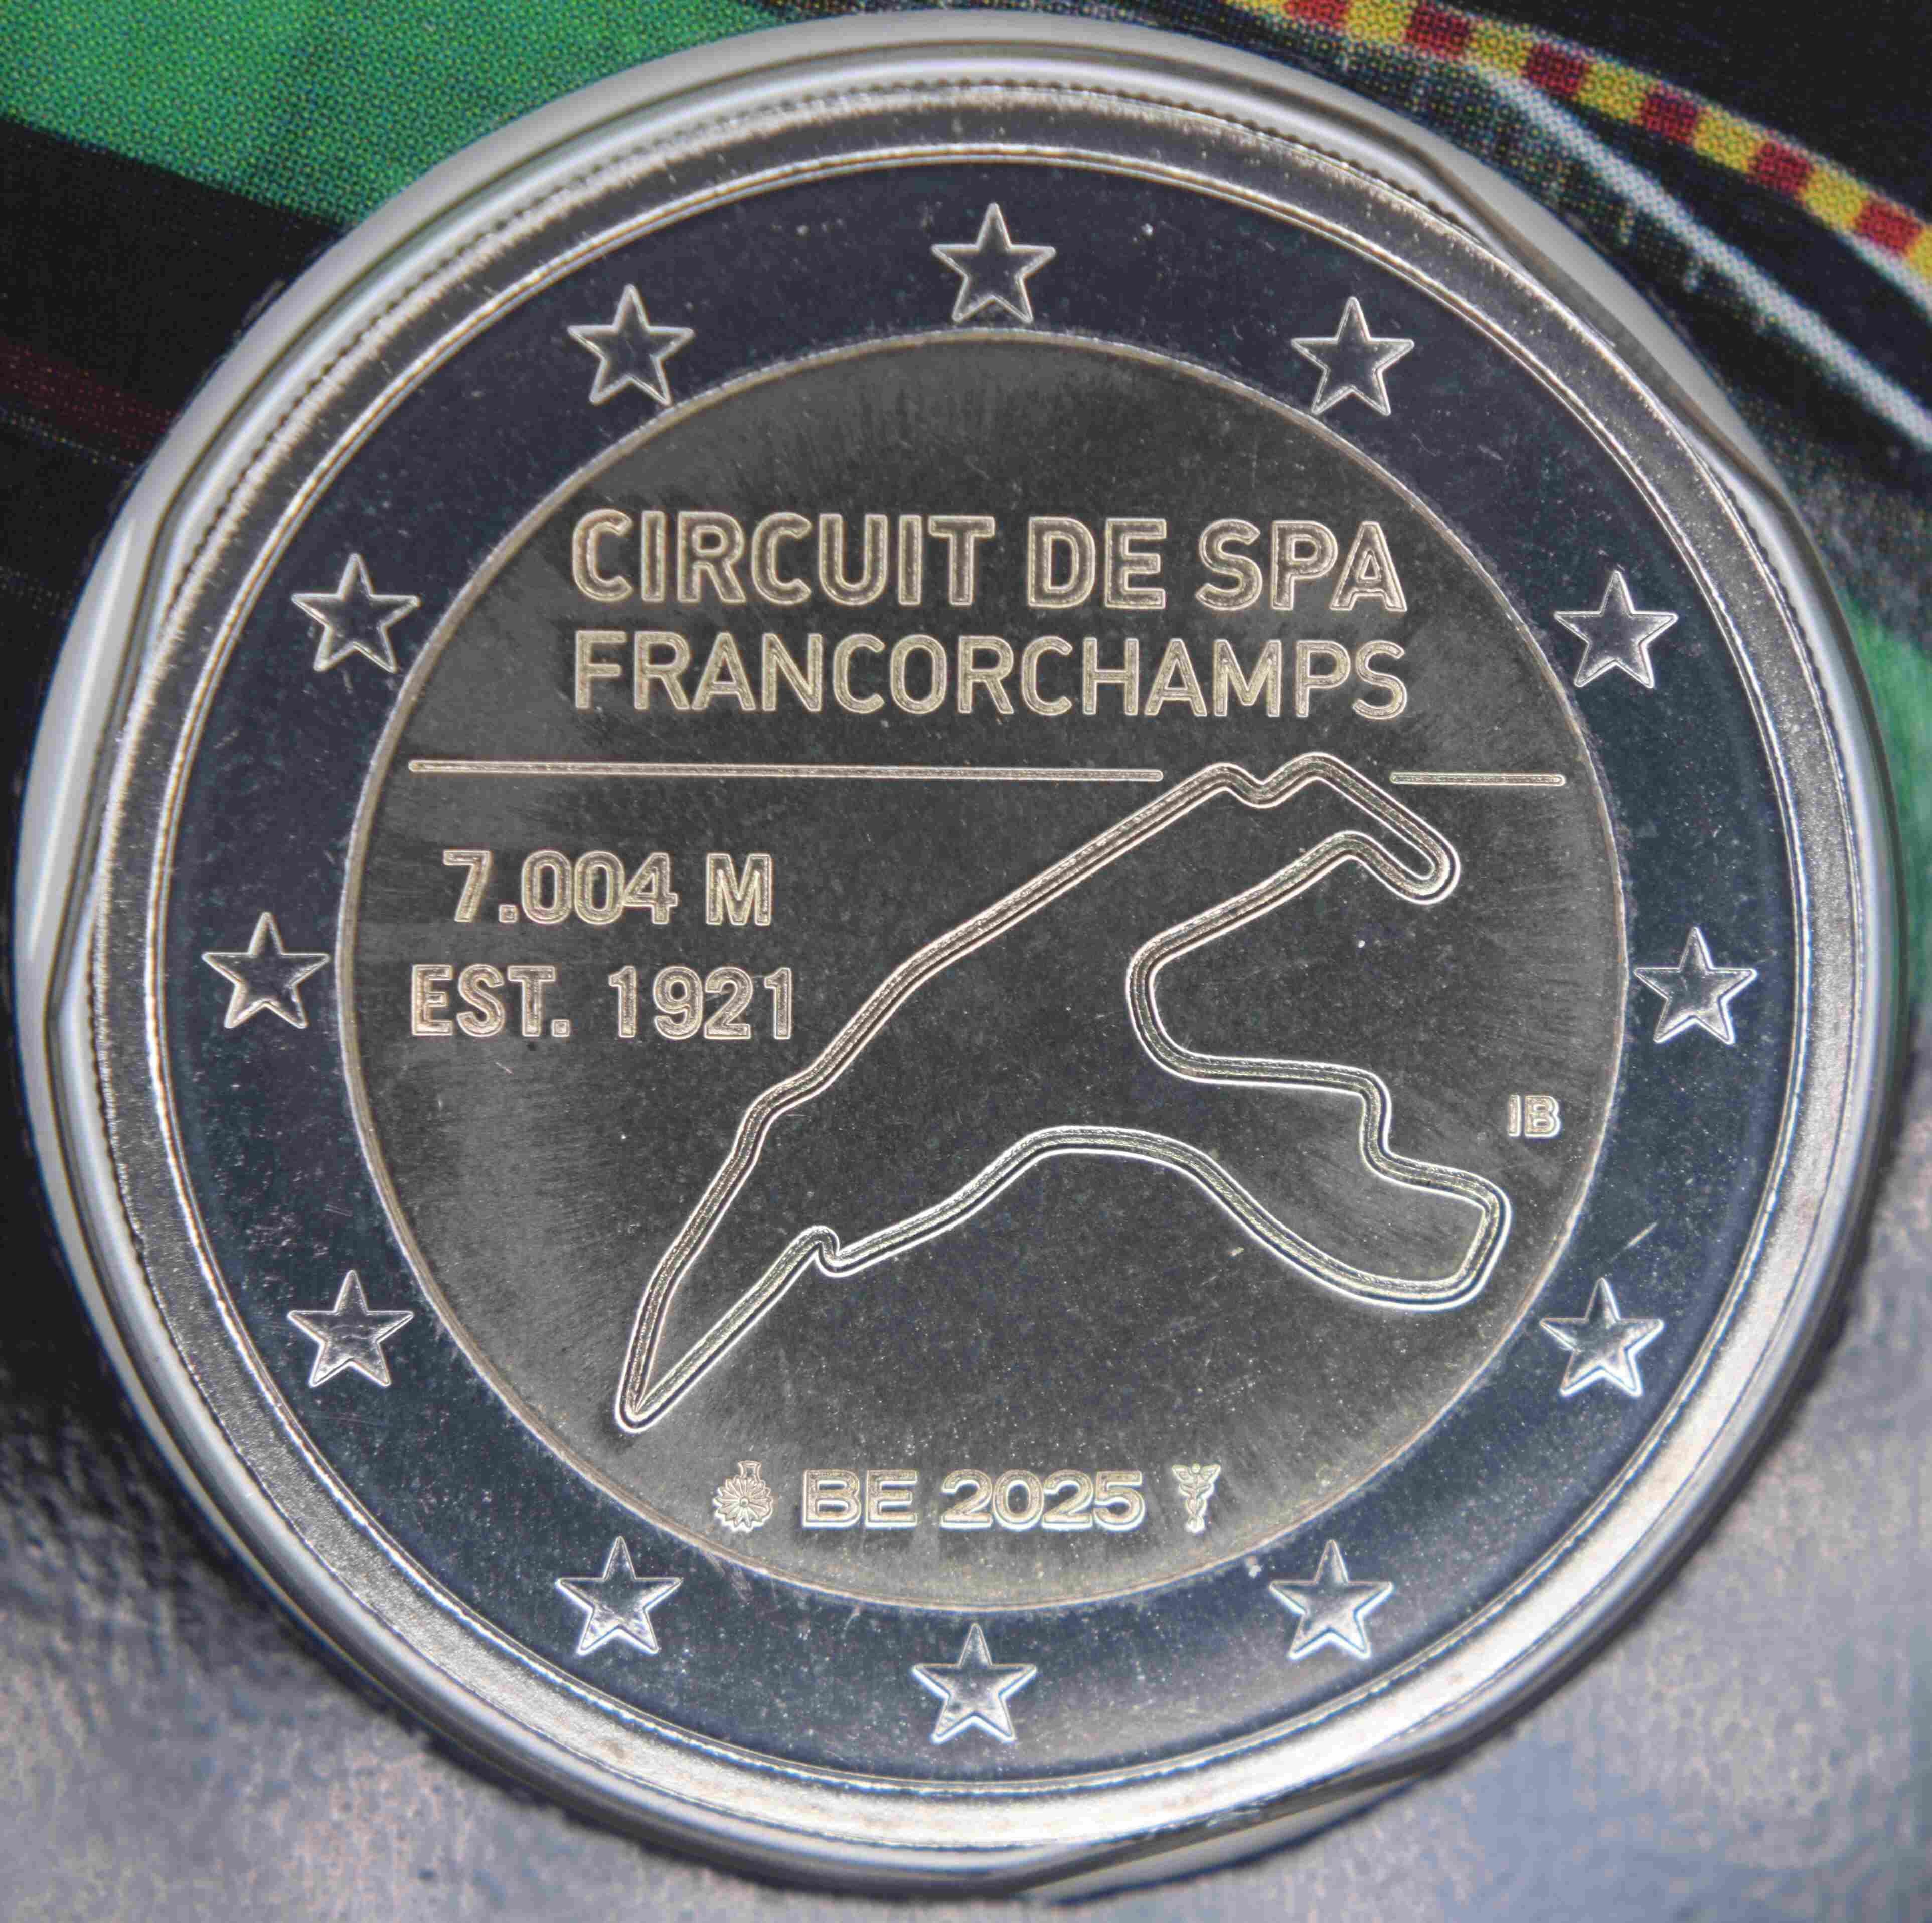 CIRCUIT DE SPA
FRANCORCHAMPS
7.004 M
EST. 1921
IB
BE 2025